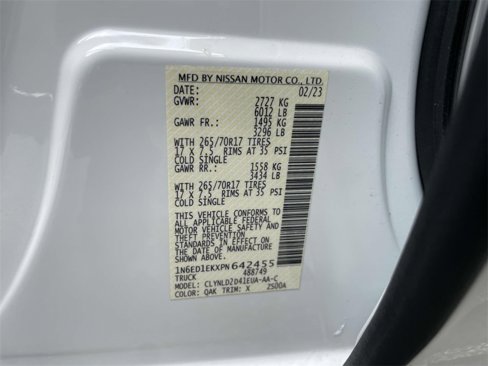 MFD BY NISSAN MOTOR CO., LTD
DATE: 02/23
GVWR: 2727 KG
6012 LB
GAWR FR.: 1495 KG
3296 LB
WITH 265/70R17 TIRES
17 X 7.5 RIMS AT 35 PSI
COLD SINGLE
GAWR RR.: 1558 KG
3434 LB
WITH 265/70R17 TIRES
17 X 7.5 RIMS AT 35 PSI
COLD SINGLE
THIS VEHICLE CONFORMS TO
ALL APPLICABLE FEDERAL
MOTOR VEHICLE SAFETY AND
THEFT PREVENTION
STANDARDS IN EFFECT ON THE
DATE OF MANUFACTURE
SHOWN ABOVE.
1N6ED1EKXPN642455
TRUCK 488749
MODEL: CLYNLD2D41EUA-AA-C
COLOR: QAK TRIM: X ZS00A